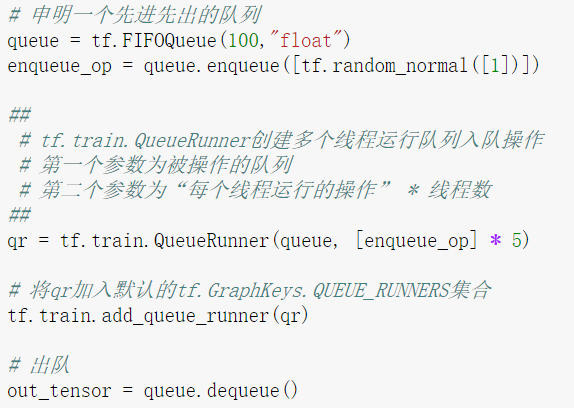 # 申明一个先进先出的队列
queue = tf.FIFOQueue(100,"float")
enqueue_op = queue.enqueue([tf.random_normal([1])])
##
# tf.train.QueueRunner创建多个线程运行队列入队操作
# 第一个参数为被操作的队列
# 第二个参数为“每个线程运行的操作” * 线程数
##
qr = tf.train.QueueRunner(queue, [enqueue_op] * 5)
# 将qr加入默认的tf.GraphKeys.QUEUE_RUNNERS集合
tf.train.add_queue_runner(qr)
# 出队
out_tensor = queue.dequeue()